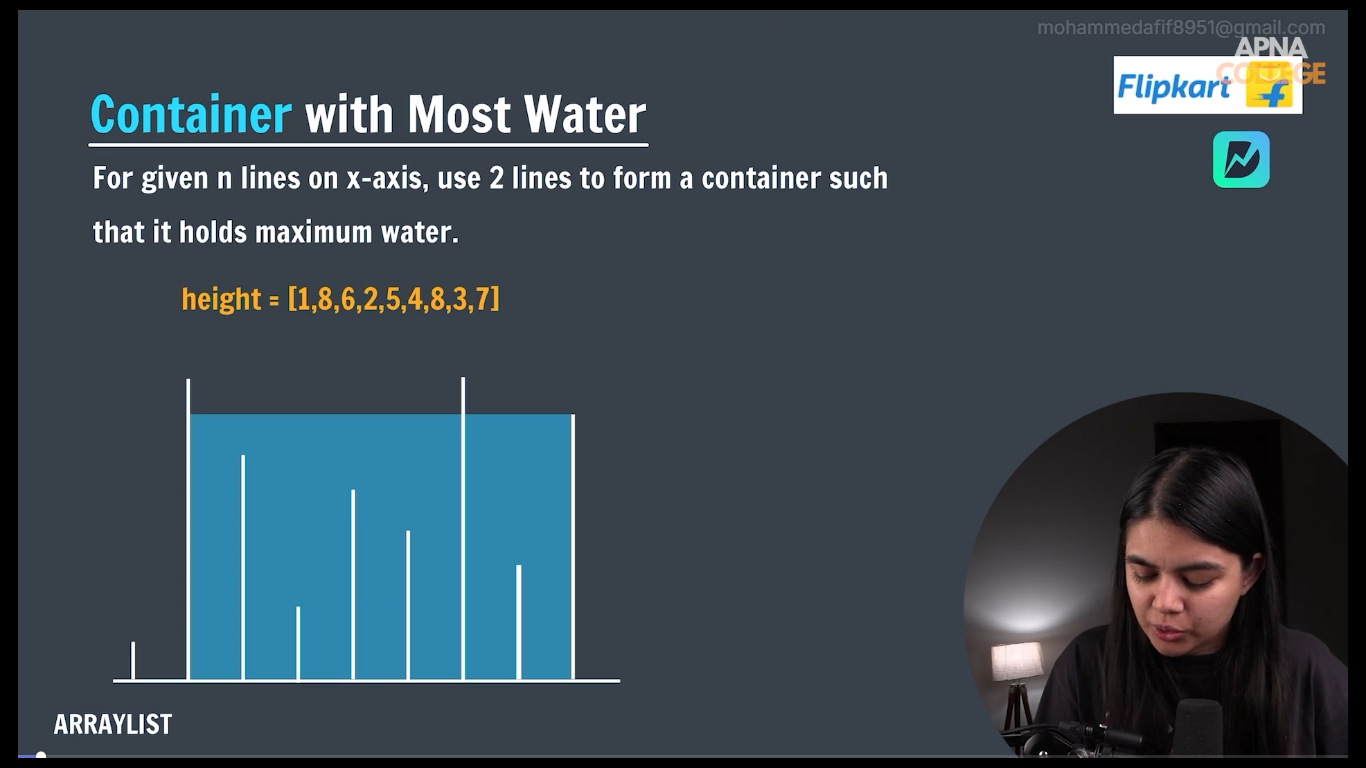 mohammedafif8951@gmail.com
APNA
COLLEGE
Flipkart
Container with Most Water
For given n lines on x-axis, use 2 lines to form a container such
that it holds maximum water.
height = [1,8,6,2,5,4,8,3,7]
ARRAYLIST